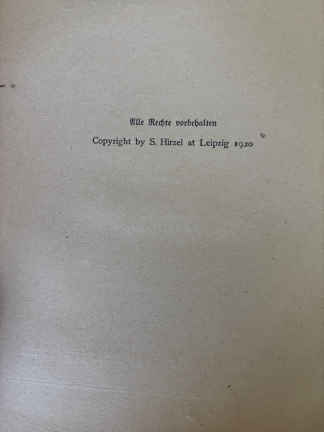 Alle Rechte vorbehalten
Copyright by S. Hirzel at Leipzig 1920